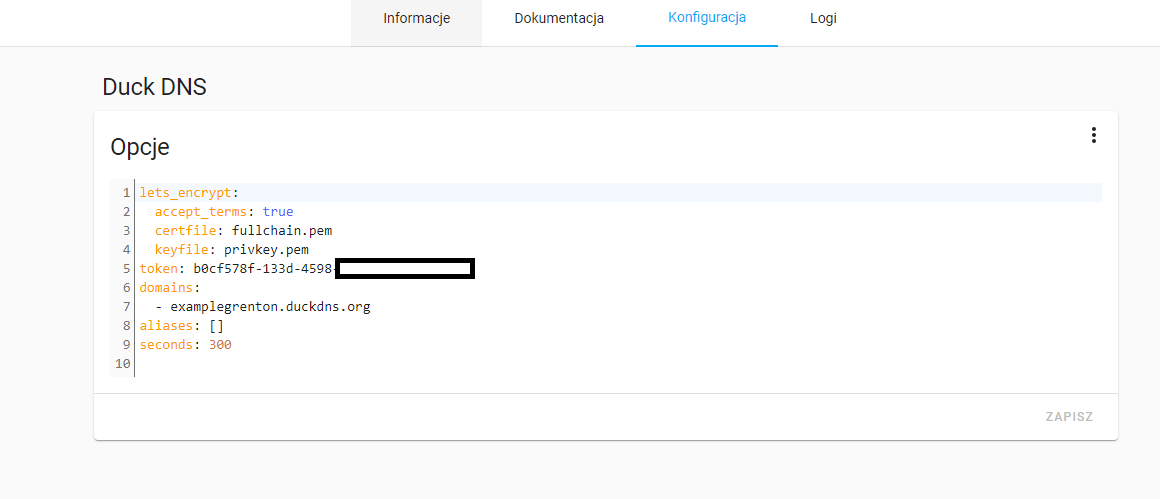 Informacje Dokumentacja Konfiguracja Logi
Duck DNS
Opcje
1 lets_encrypt:
2   accept_terms: true
3   certfile: fullchain.pem
4   keyfile: privkey.pem
5 token: b0cf578f-133d-4598-
6 domains:
7   - examplegrenton.duckdns.org
8 aliases: []
9 seconds: 300
10
ZAPISZ